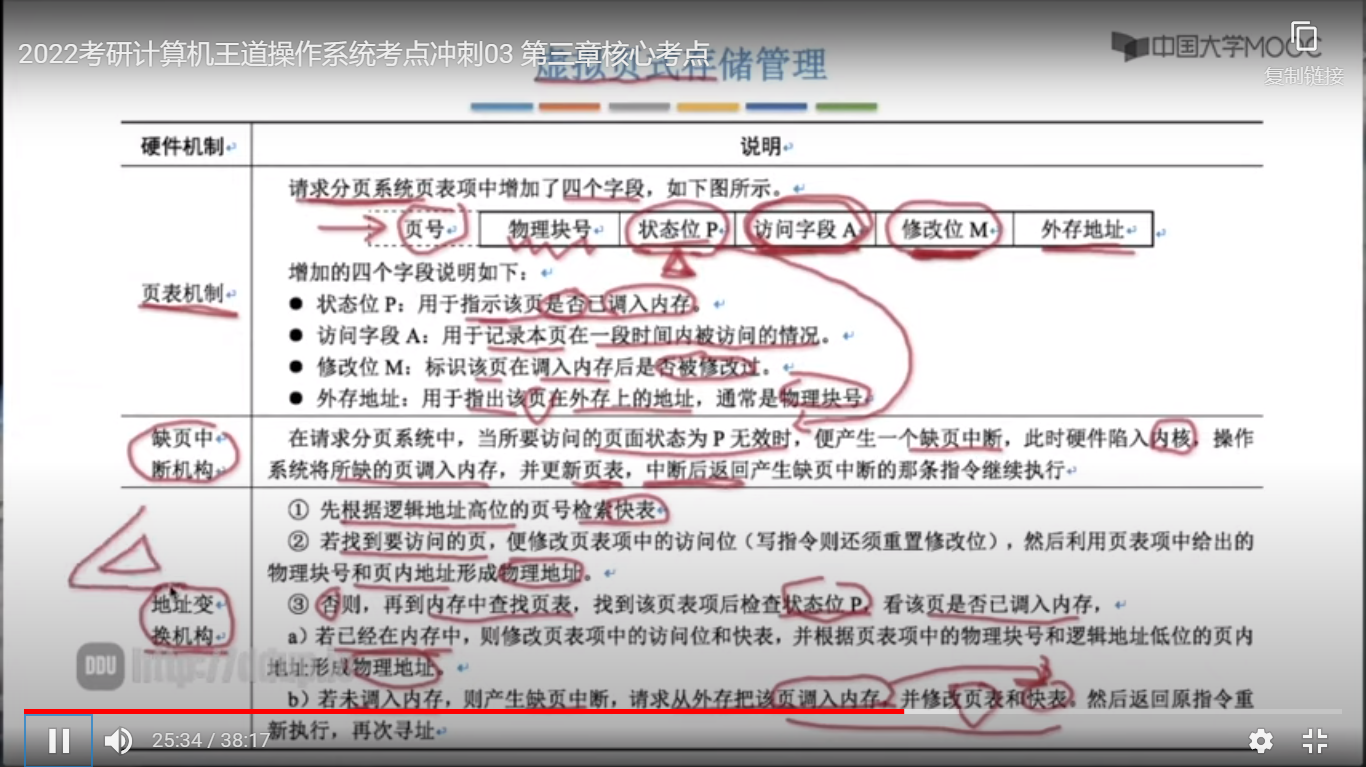 2022考研计算机王道操作系统考点冲刺03 第三章核心考点
中国大学MOOC
虚拟页式存储管理
复制链接
硬件机制 说明
请求分页系统页表项中增加了四个字段，如下图所示。
页号 物理块号 状态位 P 访问字段 A 修改位 M 外存地址
增加的四个字段说明如下：
页表机制
● 状态位 P：用于指示该页是否已调入内存。
● 访问字段 A：用于记录本页在一段时间内被访问的情况。
● 修改位 M：标识该页在调入内存后是否被修改过。
● 外存地址：用于指出该页在外存上的地址，通常是物理块号
缺页中
断机构
在请求分页系统中，当所要访问的页面状态为 P 无效时，便产生一个缺页中断，此时硬件陷入内核，操作
系统将所缺的页调入内存，并更新页表，中断后返回产生缺页中断的那条指令继续执行
① 先根据逻辑地址高位的页号检索快表
② 若找到要访问的页，便修改页表项中的访问位（写指令则还须重置修改位），然后利用页表项中给出的
物理块号和页内地址形成物理地址。
地址变
换机构
③ 否则，再到内存中查找页表，找到该页表项后检查状态位 P，看该页是否已调入内存，
a）若已经在内存中，则修改页表项中的访问位和快表，并根据页表项中的物理块号和逻辑地址低位的页内
地址形成物理地址。
b）若未调入内存，则产生缺页中断，请求从外存把该页调入内存，并修改页表和快表。然后返回原指令重
新执行，再次寻址
DDU http://ddup
25:34 / 38:17